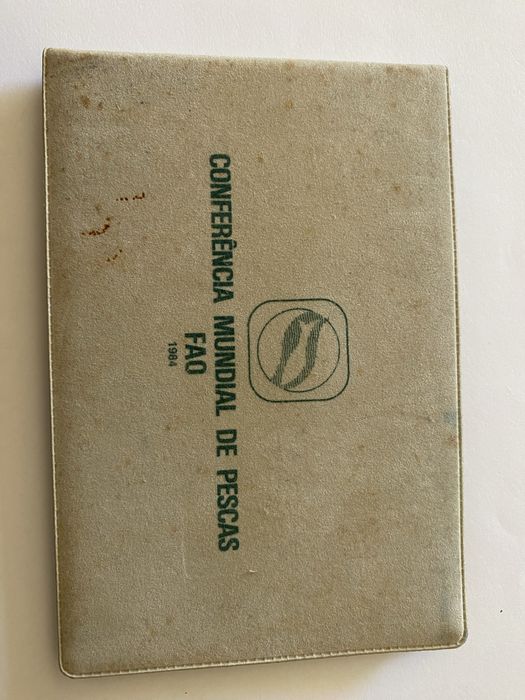 CONFERÊNCIA MUNDIAL DE PESCAS
FAO
1984